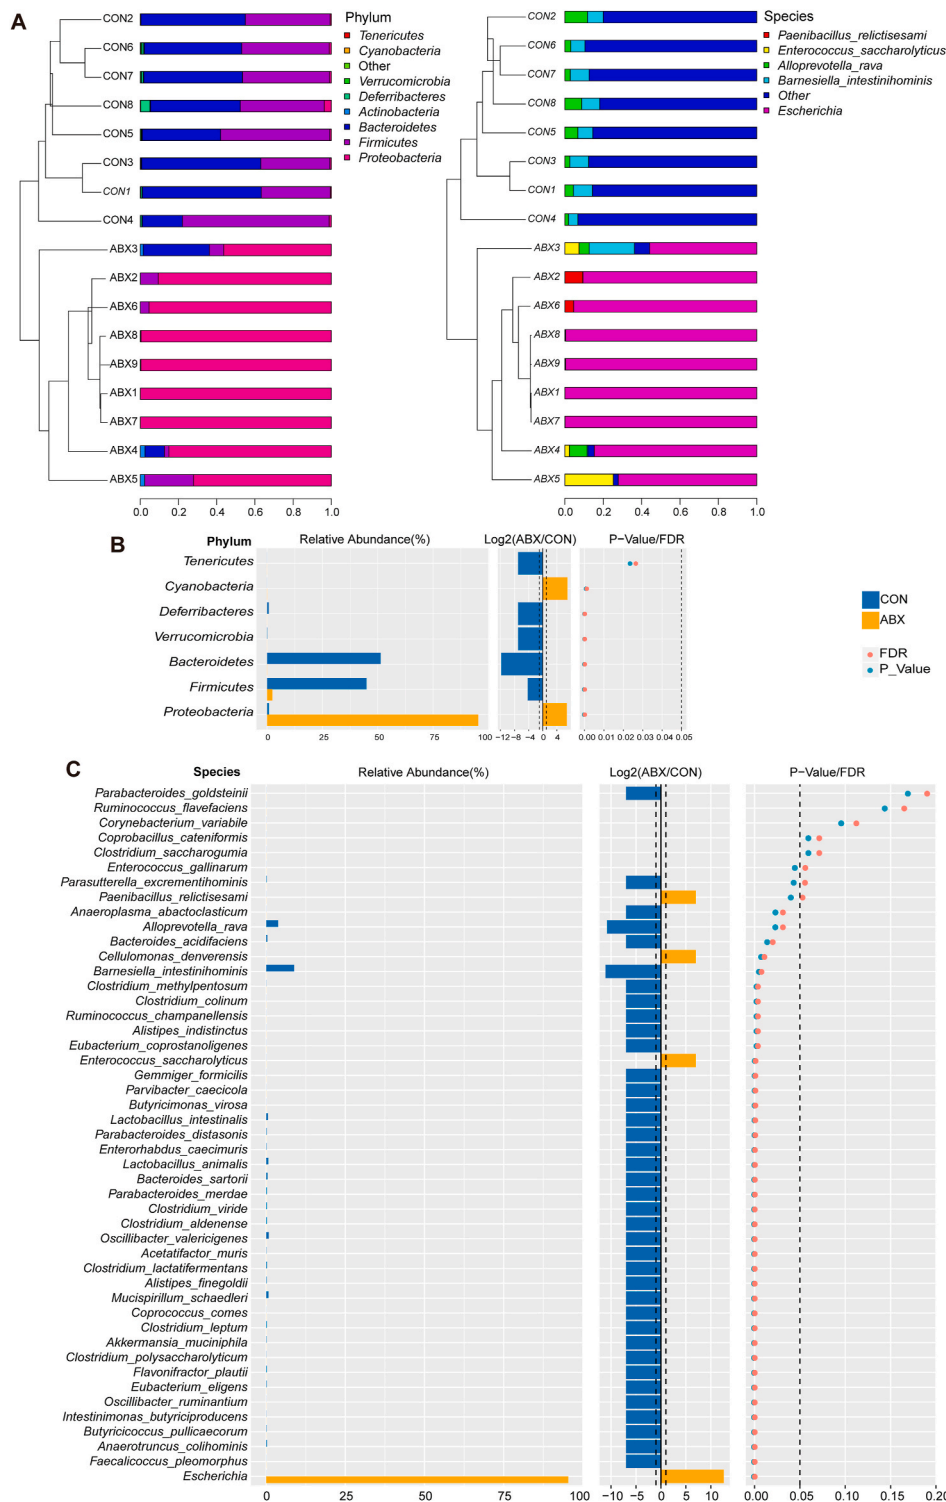 A
CON2
CON6
CON7
CON8
CON5
CON3
CON1
CON4
ABX3
ABX2
ABX6
ABX8
ABX9
ABX1
ABX7
ABX4
ABX5
0.0 0.2 0.4 0.6 0.8 1.0
Phylum
Tenericutes
Cyanobacteria
Other
Verrucomicrobia
Deferribacteres
Actinobacteria
Bacteroidetes
Firmicutes
Proteobacteria
CON2
CON6
CON7
CON8
CON5
CON3
CON1
CON4
ABX3
ABX2
ABX6
ABX8
ABX9
ABX1
ABX7
ABX4
ABX5
0.0 0.2 0.4 0.6 0.8 1.0
Species
Paenibacillus_relictisesami
Enterococcus_saccharolyticus
Alloprevotella_rava
Barnesiella_intestinihominis
Other
Escherichia
B
Phylum Relative Abundance(%) Log2(ABX/CON) P-Value/FDR
Tenericutes
Cyanobacteria
Deferribacteres
Verrucomicrobia
Bacteroidetes
Firmicutes
Proteobacteria
0 25 50 75 100 −12 −8 −4 0 4 0.00 0.01 0.02 0.03 0.04 0.05
CON
ABX
FDR
P_Value
C
Species Relative Abundance(%) Log2(ABX/CON) P-Value/FDR
Parabacteroides_goldsteinii
Ruminococcus_flavefaciens
Corynebacterium_variabile
Coprobacillus_cateniformis
Clostridium_saccharogumia
Enterococcus_gallinarum
Parasutterella_excrementihominis
Paenibacillus_relictisesami
Anaeroplasma_abactoclasticum
Alloprevotella_rava
Bacteroides_acidifaciens
Cellulomonas_denverensis
Barnesiella_intestinihominis
Clostridium_methylpentosum
Clostridium_colinum
Ruminococcus_champanellensis
Alistipes_indistinctus
Eubacterium_coprostanoligenes
Enterococcus_saccharolyticus
Gemmiger_formicilis
Parvibacter_caecicola
Butyricimonas_virosa
Lactobacillus_intestinalis
Parabacteroides_distasonis
Enterorhabdus_caecimuris
Lactobacillus_animalis
Bacteroides_sartorii
Parabacteroides_merdae
Clostridium_viride
Clostridium_aldenense
Oscillibacter_valericigenes
Acetatifactor_muris
Clostridium_lactatifermentans
Alistipes_finegoldii
Mucispirillum_schaedleri
Coprococcus_comes
Clostridium_leptum
Akkermansia_muciniphila
Clostridium_polysaccharolyticum
Flavonifractor_plautii
Eubacterium_eligens
Oscillibacter_ruminantium
Intestinimonas_butyriciproducens
Butyricicoccus_pullicaecorum
Anaerotruncus_colihominis
Faecalicoccus_pleomorphus
Escherichia
0 25 50 75 100 −10 −5 0 5 10 0.00 0.05 0.10 0.15 0.20